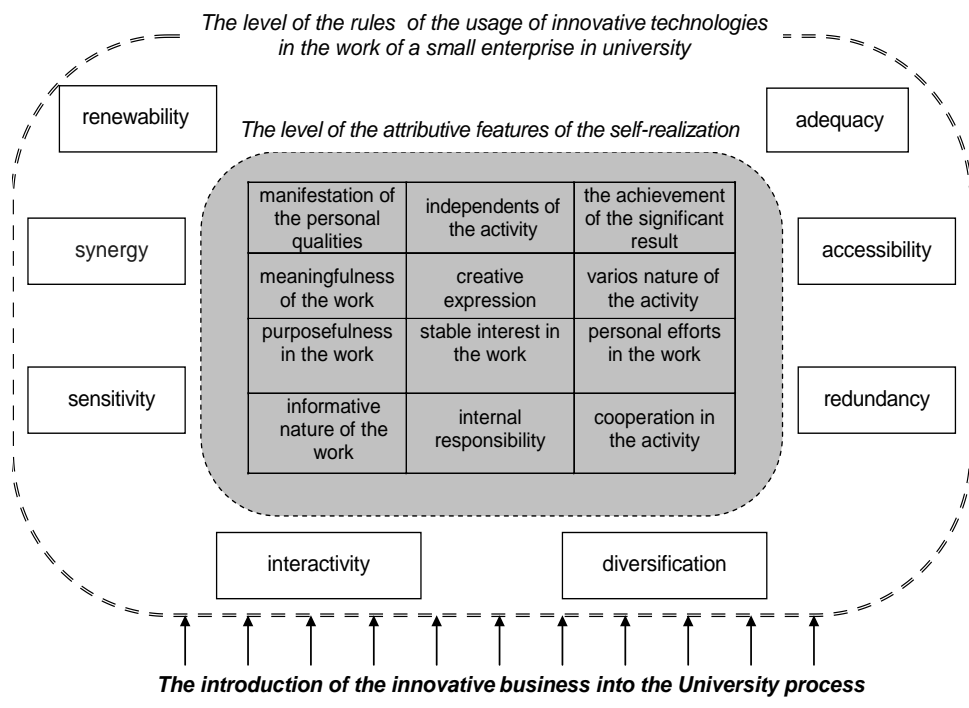 The level of the rules of the usage of innovative technologies
in the work of a small enterprise in university
renewability
adequacy
The level of the attributive features of the self-realization
manifestation of
the personal
qualities
independents of
the activity
the achievement
of the significant
result
synergy
accessibility
meaningfulness
of the work
creative
expression
varios nature of
the activity
purposefulness
in the work
stable interest in
the work
personal efforts
in the work
sensitivity
redundancy
informative
nature of the
work
internal
responsibility
cooperation in
the activity
interactivity
diversification
The introduction of the innovative business into the University process